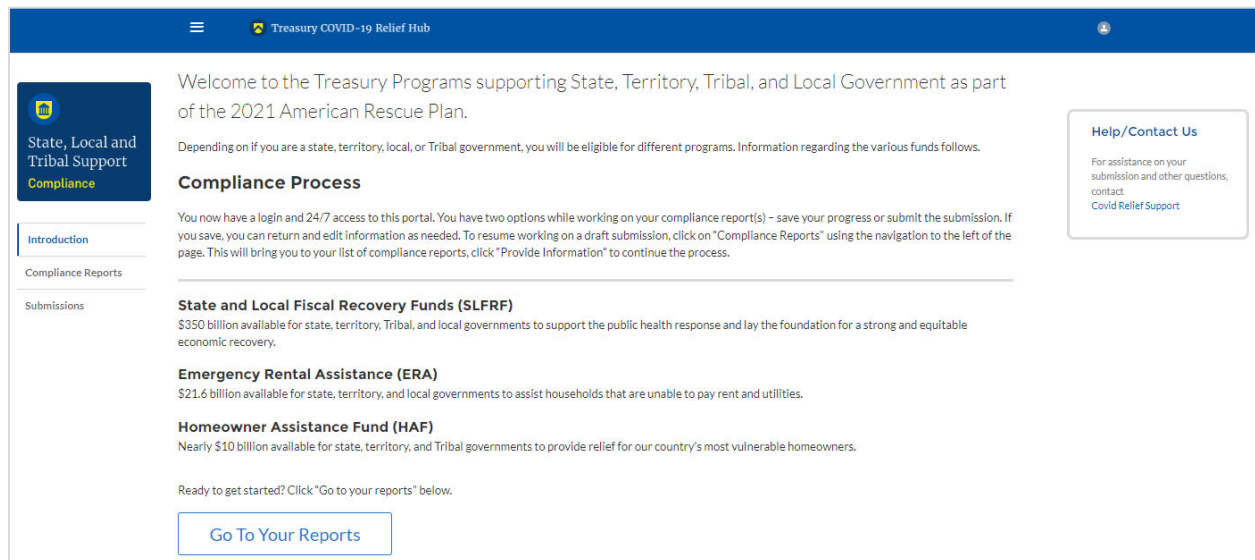 Treasury COVID-19 Relief Hub
State, Local and
Tribal Support
Compliance
Introduction
Compliance Reports
Submissions
Welcome to the Treasury Programs supporting State, Territory, Tribal, and Local Government as part
of the 2021 American Rescue Plan.
Depending on if you are a state, territory, local, or Tribal government, you will be eligible for different programs. Information regarding the various funds follows.
Compliance Process
You now have a login and 24/7 access to this portal. You have two options while working on your compliance report(s) – save your progress or submit the submission. If
you save, you can return and edit information as needed. To resume working on a draft submission, click on "Compliance Reports" using the navigation to the left of the
page. This will bring you to your list of compliance reports, click "Provide Information" to continue the process.
State and Local Fiscal Recovery Funds (SLFRF)
$350 billion available for state, territory, Tribal, and local governments to support the public health response and lay the foundation for a strong and equitable
economic recovery.
Emergency Rental Assistance (ERA)
$21.6 billion available for state, territory, and local governments to assist households that are unable to pay rent and utilities.
Homeowner Assistance Fund (HAF)
Nearly $10 billion available for state, territory, and Tribal governments to provide relief for our country's most vulnerable homeowners.
Ready to get started? Click "Go to your reports" below.
Go To Your Reports
Help/Contact Us
For assistance on your
submission and other questions,
contact
Covid Relief Support